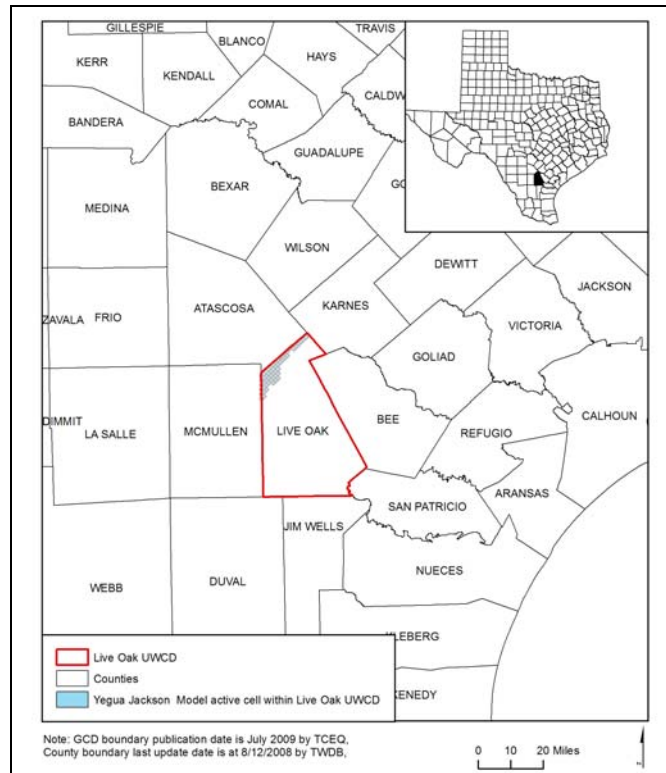 GILLESPIE
BLANCO
TRAVIS
KERR
KENDALL
HAYS
COMAL
CALDW
BANDERA
GUADALUPE
BEXAR
GO
MEDINA
WILSON
DEWITT
JACKSON
ATASCOSA
KARNES
ZAVALA
FRIO
VICTORIA
GOLIAD
CALHOUN
DIMMIT
LA SALLE
MCMULLEN
LIVE OAK
BEE
REFUGIO
ARANSAS
SAN PATRICIO
JIM WELLS
NUECES
WEBB
DUVAL
KLEBERG
KENEDY
Live Oak UWCD
Counties
Yegua Jackson Model active cell within Live Oak UWCD
Note: GCD boundary publication date is July 2009 by TCEQ,
County boundary last update date is at 8/12/2008 by TWDB,
0 10 20 Miles